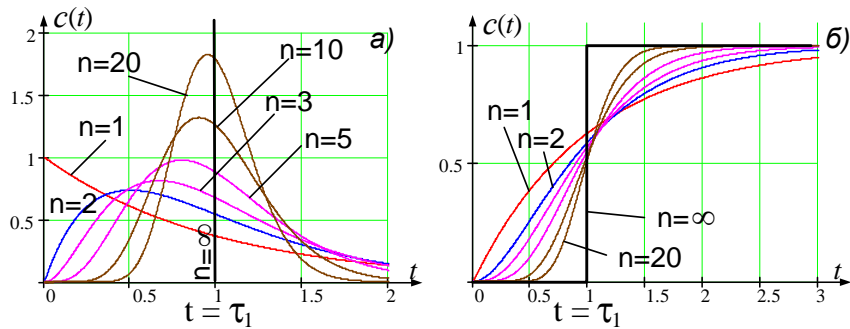 c(t)
а)
2
n=10
n=20
1.5
n=3
n=1
n=5
1
0.5
n=2
n=∞
t
0
0.5
1
1.5
2
t = τ1
c(t)
б)
1
n=1
n=2
0.5
n=∞
n=20
t
0
0.5
1.0
1.5
2
2.5
3
t = τ1